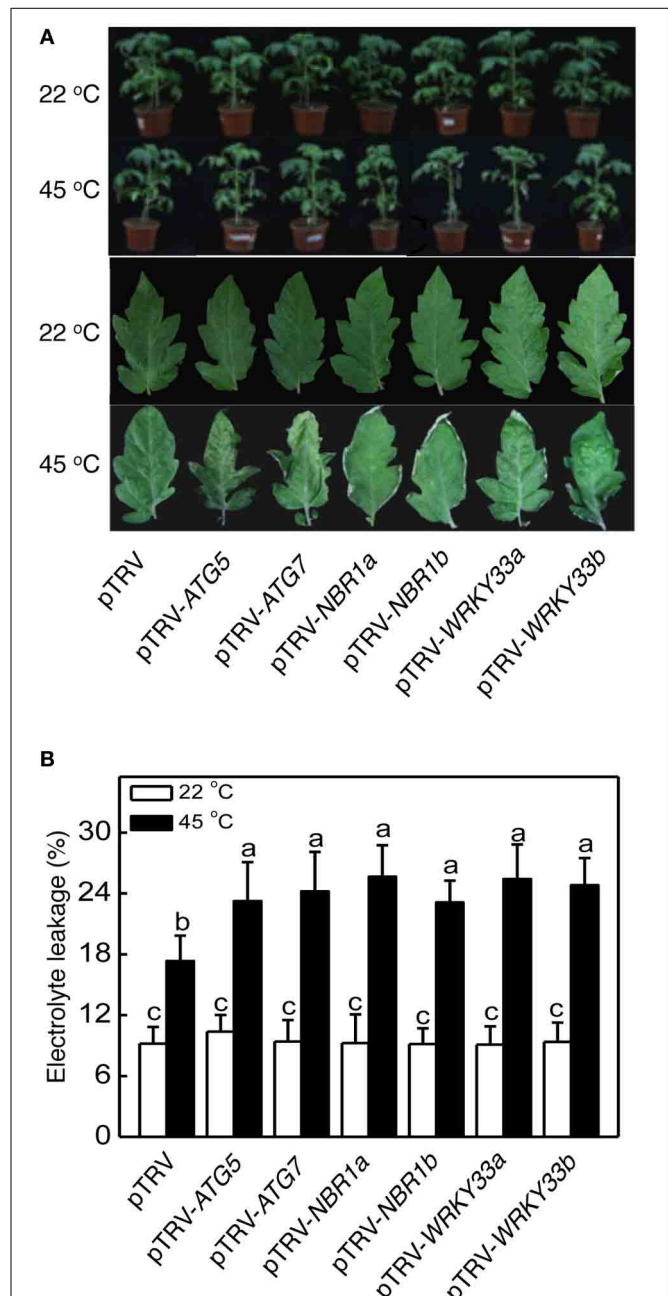 A
22 °C
45 °C
22 °C
45 °C
pTRV
pTRV-ATG5
pTRV-ATG7
pTRV-NBR1a
pTRV-NBR1b
pTRV-WRKY33a
pTRV-WRKY33b
B
22 °C
45 °C
Electrolyte leakage (%)
30
24
18
12
6
0
c
b
c
a
c
a
c
a
c
a
c
a
c
a
pTRV
pTRV-ATG5
pTRV-ATG7
pTRV-NBR1a
pTRV-NBR1b
pTRV-WRKY33a
pTRV-WRKY33b